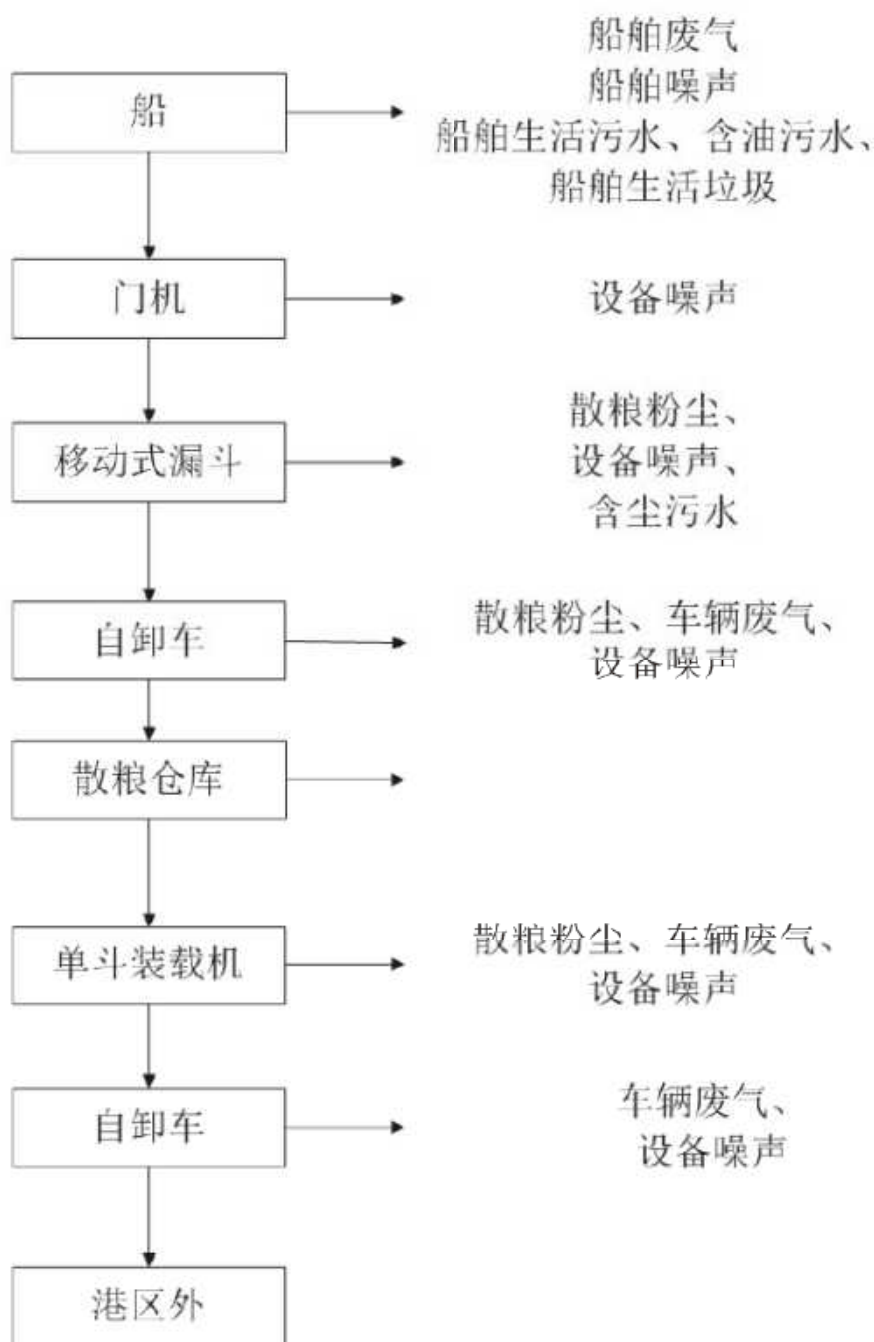 船舶废气
船
船舶噪声
船舶生活污水、含油污水、
船舶生活垃圾
门机
设备噪声
散粮粉尘、
移动式漏斗
设备噪声、
含尘污水
自卸车
散粮粉尘、车辆废气、
设备噪声
散粮仓库
单斗装载机
散粮粉尘、车辆废气、
设备噪声
自卸车
车辆废气、
设备噪声
港区外